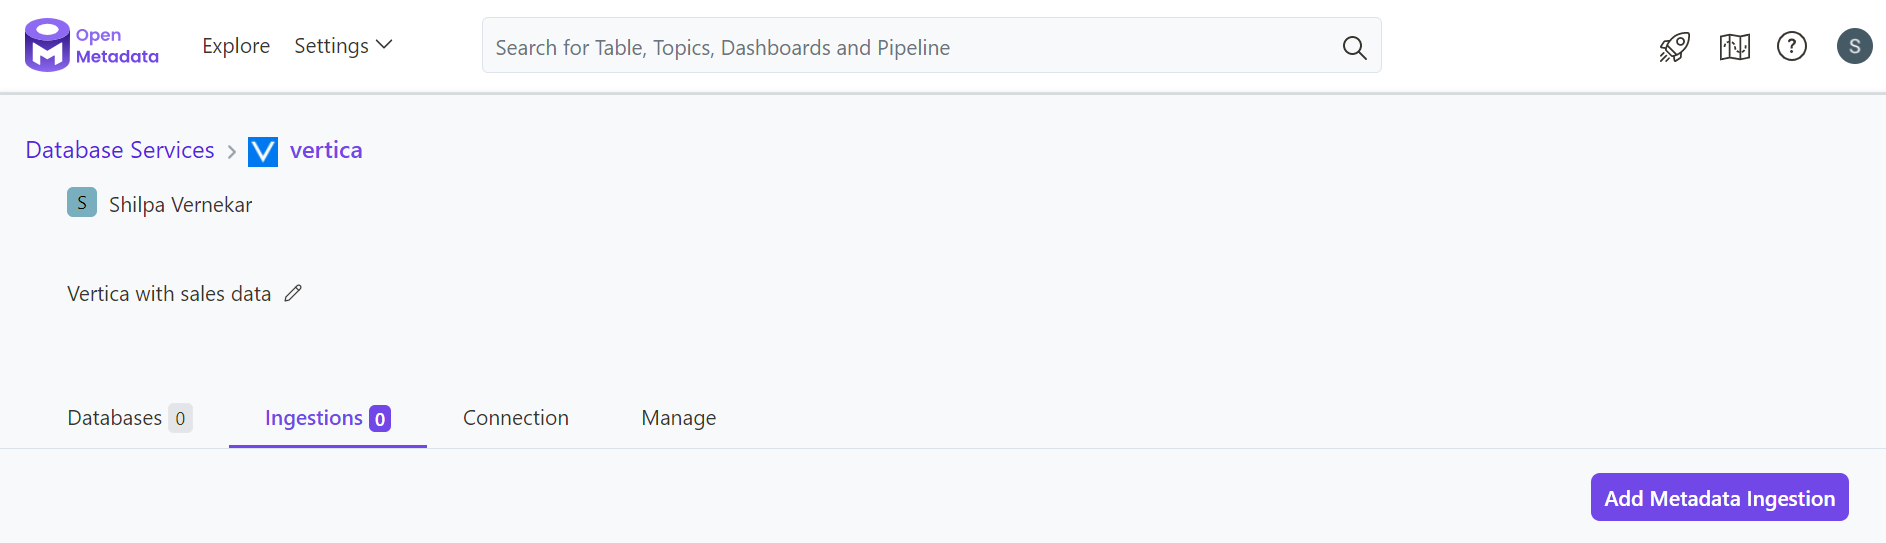 Open
Metadata
Explore
Settings
Search for Table, Topics, Dashboards and Pipeline
?
S
Database Services > V vertica
S Shilpa Vernekar
Vertica with sales data
Databases 0
Ingestions 0
Connection
Manage
Add Metadata Ingestion